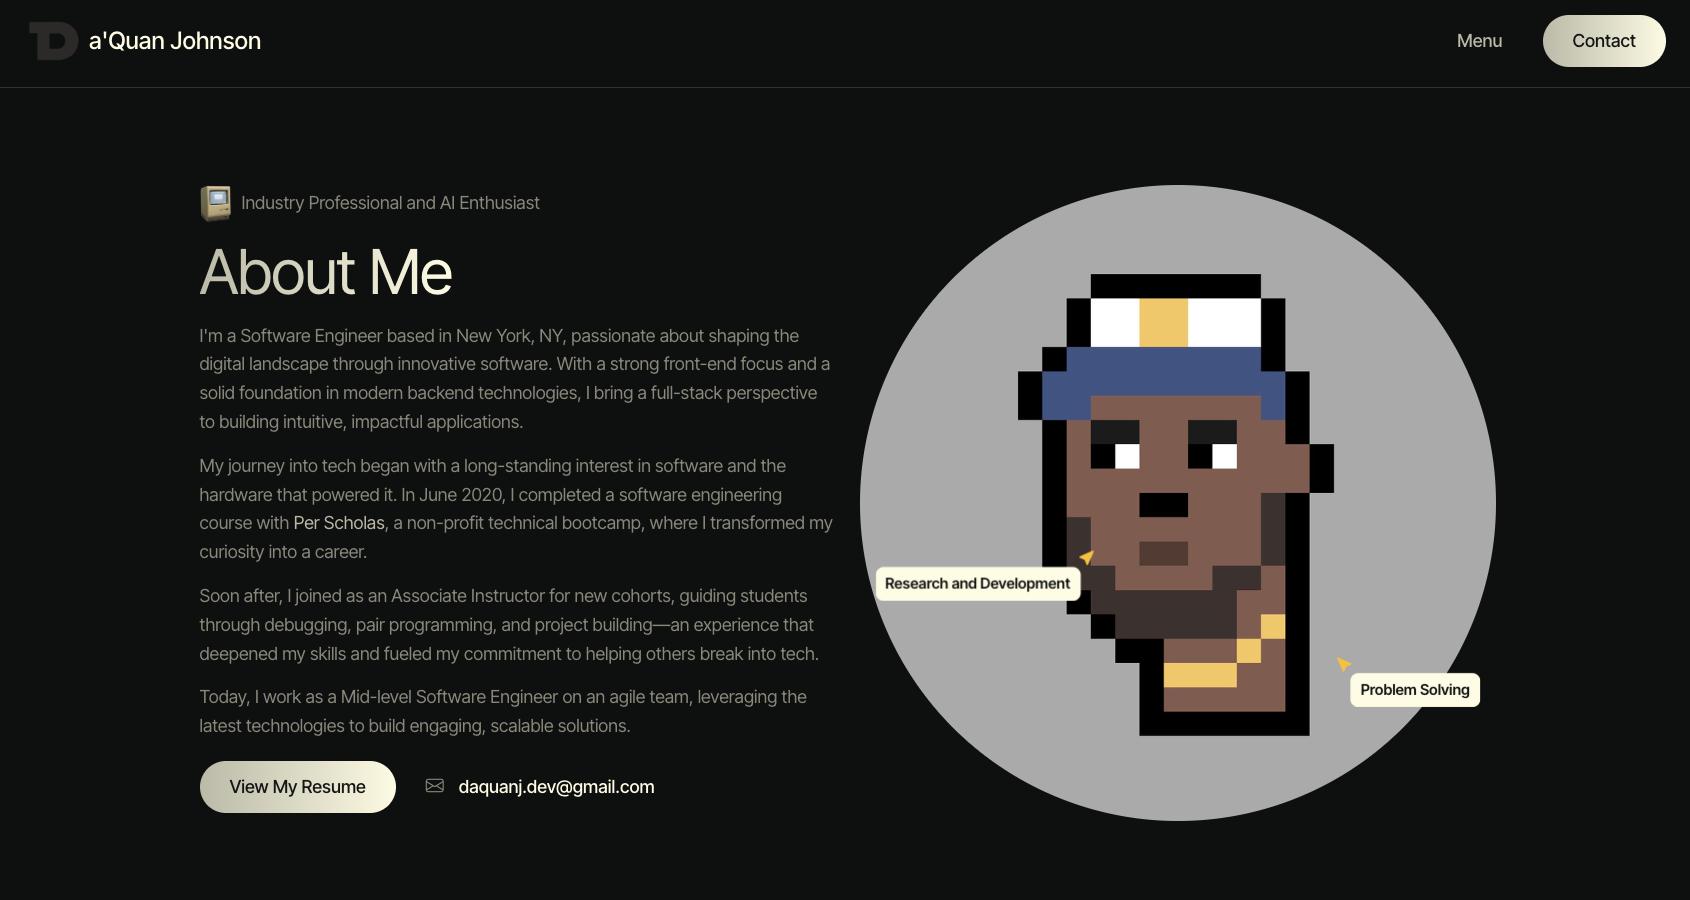 Da'Quan Johnson
Menu
Contact
Industry Professional and AI Enthusiast
About Me
I'm a Software Engineer based in New York, NY, passionate about shaping the
digital landscape through innovative software. With a strong front-end focus and a
solid foundation in modern backend technologies, I bring a full-stack perspective
to building intuitive, impactful applications.
My journey into tech began with a long-standing interest in software and the
hardware that powered it. In June 2020, I completed a software engineering
course with Per Scholas, a non-profit technical bootcamp, where I transformed my
curiosity into a career.
Soon after, I joined as an Associate Instructor for new cohorts, guiding students
through debugging, pair programming, and project building—an experience that
deepened my skills and fueled my commitment to helping others break into tech.
Today, I work as a Mid-level Software Engineer on an agile team, leveraging the
latest technologies to build engaging, scalable solutions.
View My Resume
daquanj.dev@gmail.com
Research and Development
Problem Solving